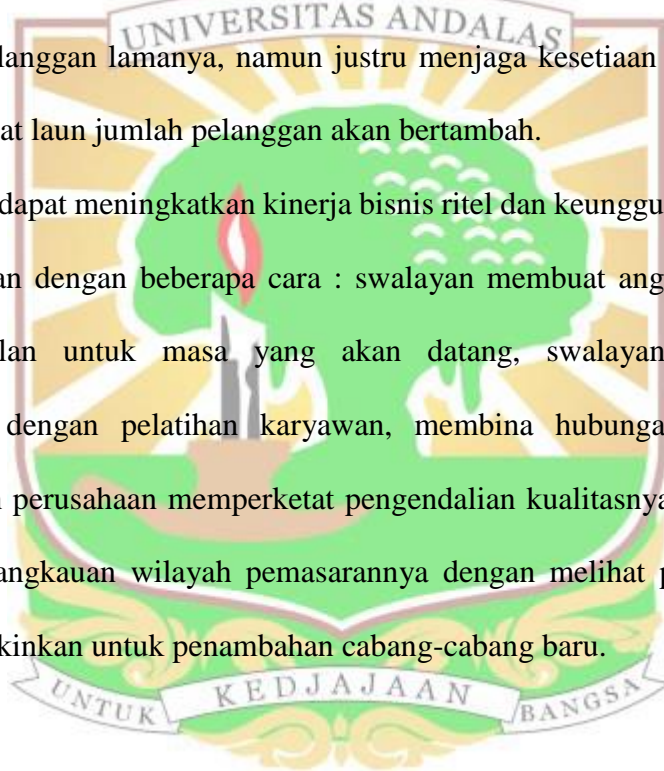 UNIVERSITAS ANDALAS
langgan lamanya, namun justru menjaga kesetiaan
at laun jumlah pelanggan akan bertambah.
dapat meningkatkan kinerja bisnis ritel dan keunggu
an dengan beberapa cara : swalayan membuat ang
lan untuk masa yang akan datang, swalayan
dengan pelatihan karyawan, membina hubunga
perusahaan memperketat pengendalian kualitasnya
angkauan wilayah pemasarannya dengan melihat p
kinkan untuk penambahan cabang-cabang baru.
UNTUK KEDJAJAAN BANGSA